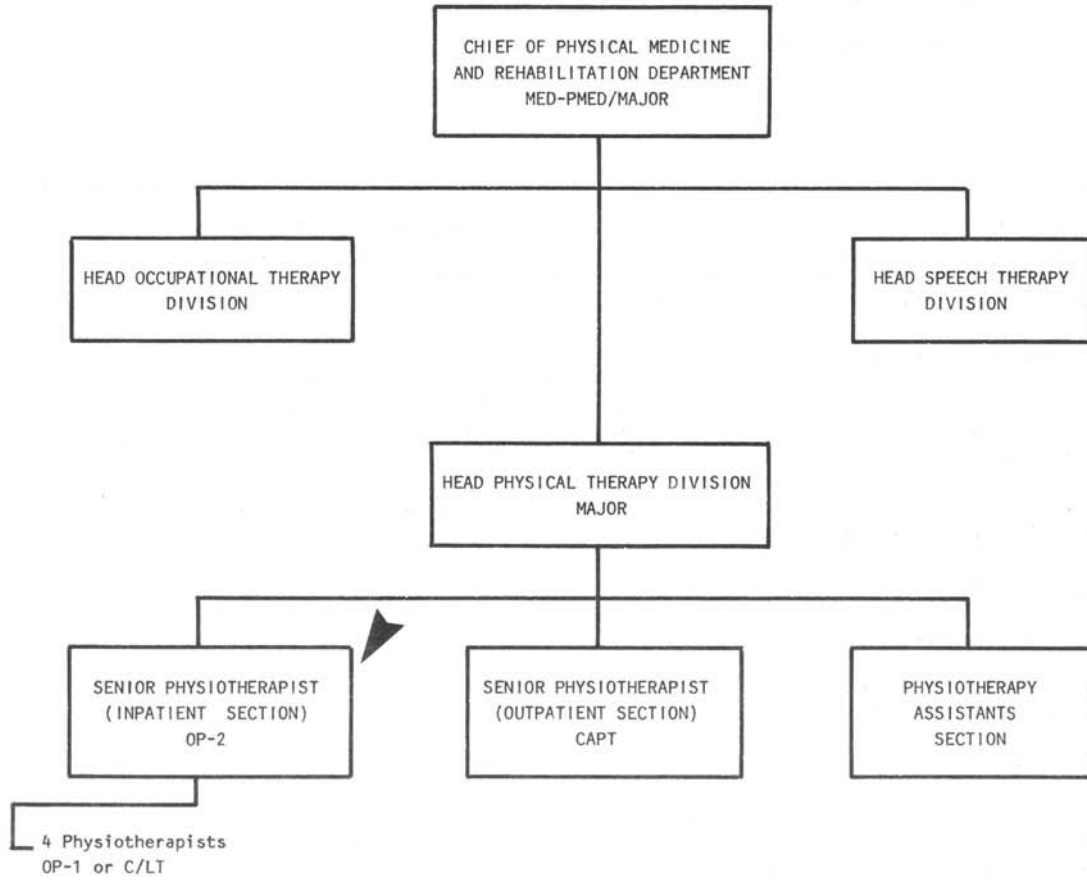 CHIEF OF PHYSICAL MEDICINE
AND REHABILITATION DEPARTMENT
MED-PMED/MAJOR
HEAD OCCUPATIONAL THERAPY
DIVISION
HEAD SPEECH THERAPY
DIVISION
HEAD PHYSICAL THERAPY DIVISION
MAJOR
SENIOR PHYSIOTHERAPIST
(INPATIENT SECTION)
OP-2
SENIOR PHYSIOTHERAPIST
(OUTPATIENT SECTION)
CAPT
PHYSIOTHERAPY
ASSISTANTS
SECTION
4 Physiotherapists
OP-1 or C/LT